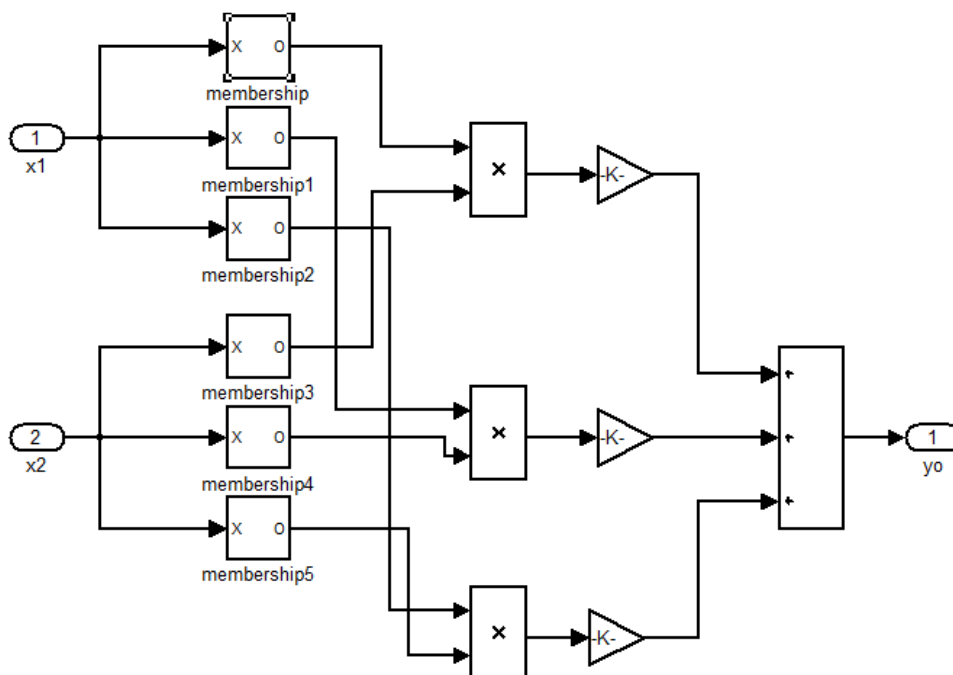 X O
membership
1
x1
X O
membership1
X O
membership2
×
-K-
X O
membership3
2
x2
X O
membership4
X O
membership5
×
-K-
×
-K-
+
+
+
1
yo